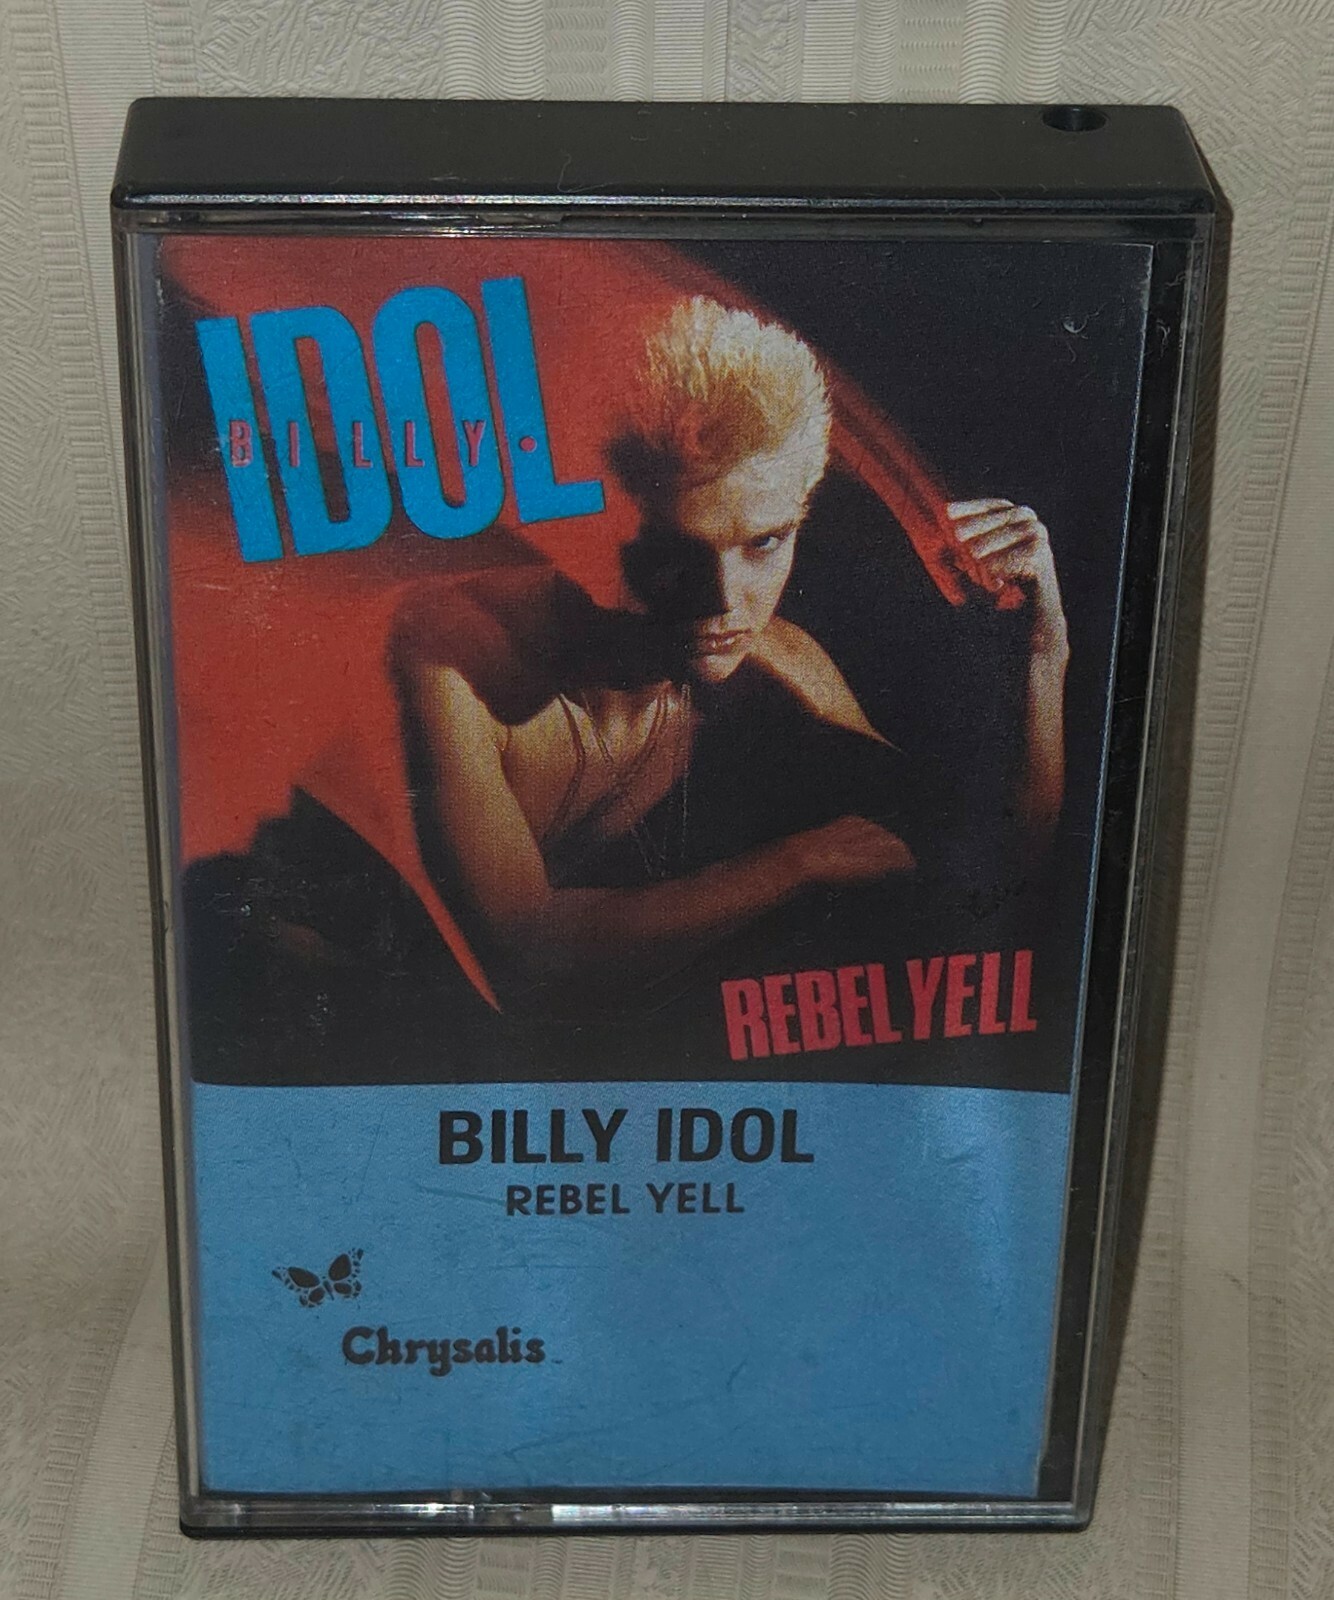 IDOL
BILLY.
REBEL YELL
BILLY IDOL
REBEL YELL
Chrysalis